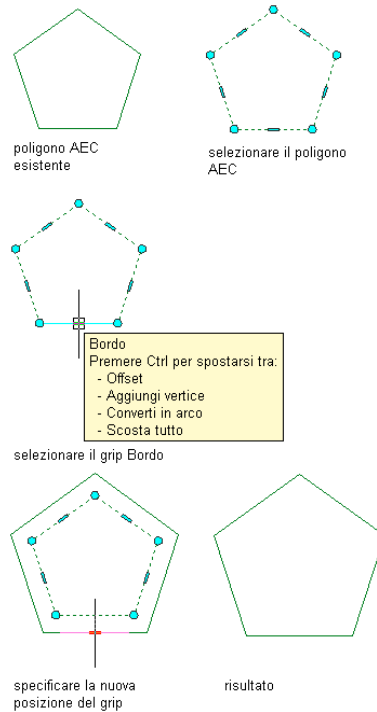 poligono AEC
esistente
selezionare il poligono
AEC
Bordo
Premere Ctrl per spostarsi tra:
- Offset
- Aggiungi vertice
- Converti in arco
- Scosta tutto
selezionare il grip Bordo
specificare la nuova
posizione del grip
risultato